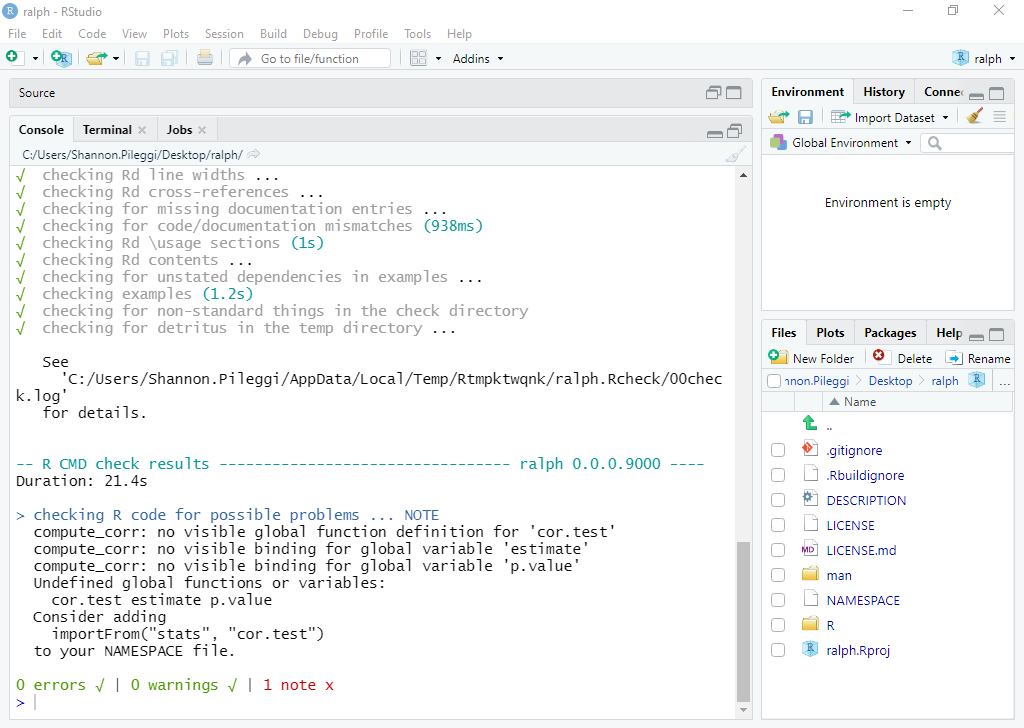 ralph - RStudio
File Edit Code View Plots Session Build Debug Profile Tools Help
Go to file/function Addins ralph
Source
Console Terminal Jobs
C:/Users/Shannon.Pileggi/Desktop/ralph/
√ checking Rd line widths ...
√ checking Rd cross-references ...
√ checking for missing documentation entries ...
√ checking for code/documentation mismatches (938ms)
√ checking Rd \usage sections (1s)
√ checking Rd contents ...
√ checking for unstated dependencies in examples ...
√ checking examples (1.2s)
√ checking for non-standard things in the check directory
√ checking for detritus in the temp directory ...
See
'C:/Users/Shannon.Pileggi/AppData/Local/Temp/Rtmpktwqnk/ralph.Rcheck/00chec
k.log'
for details.
-- R CMD check results -------------------------------- ralph 0.0.0.9000 ----
Duration: 21.4s
> checking R code for possible problems ... NOTE
compute_corr: no visible global function definition for 'cor.test'
compute_corr: no visible binding for global variable 'estimate'
compute_corr: no visible binding for global variable 'p.value'
Undefined global functions or variables:
cor.test estimate p.value
Consider adding
importFrom("stats", "cor.test")
to your NAMESPACE file.
0 errors √ | 0 warnings √ | 1 note x
>
Environment History Connec
Import Dataset
Global Environment
Environment is empty
Files Plots Packages Help
New Folder Delete Rename
nnon.Pileggi Desktop ralph ...
Name
..
.gitignore
.Rbuildignore
DESCRIPTION
LICENSE
LICENSE.md
man
NAMESPACE
R
ralph.Rproj